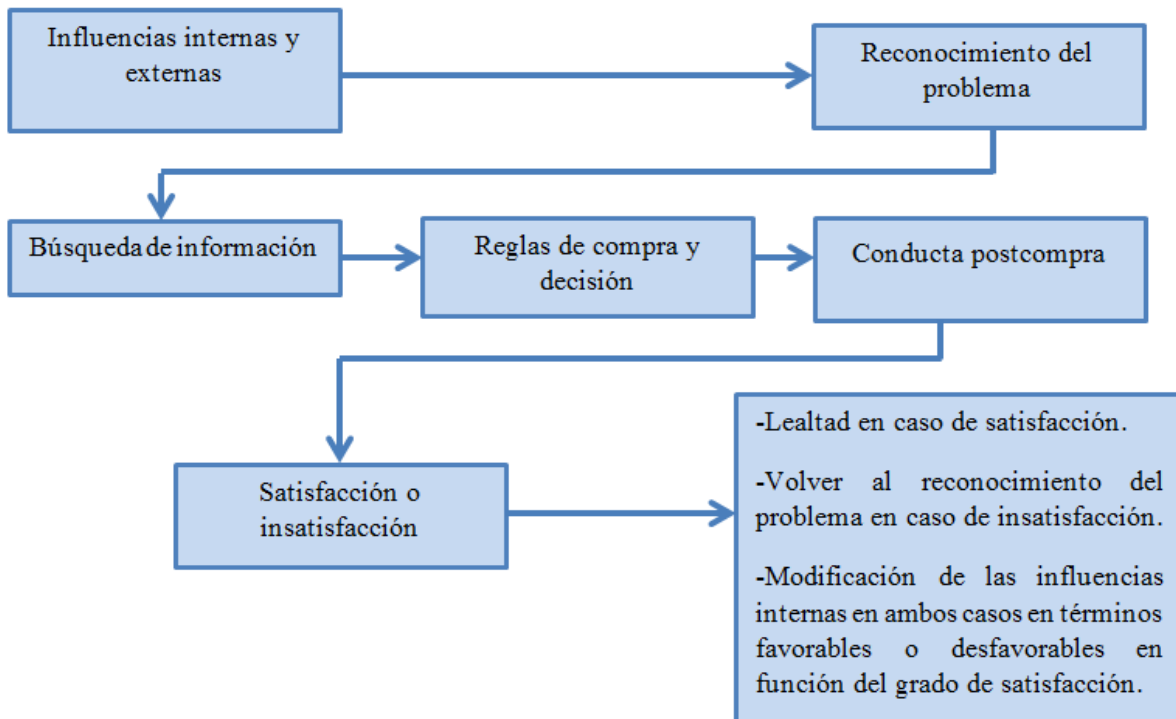 Influencias internas y
externas
Reconocimiento del
problema
Búsqueda de información
Reglas de compra y
decisión
Conducta postcompra
Satisfacción o
insatisfacción
-Lealtad en caso de satisfacción.
-Volver al reconocimiento del
problema en caso de insatisfacción.
-Modificación de las influencias
internas en ambos casos en términos
favorables o desfavorables en
función del grado de satisfacción.